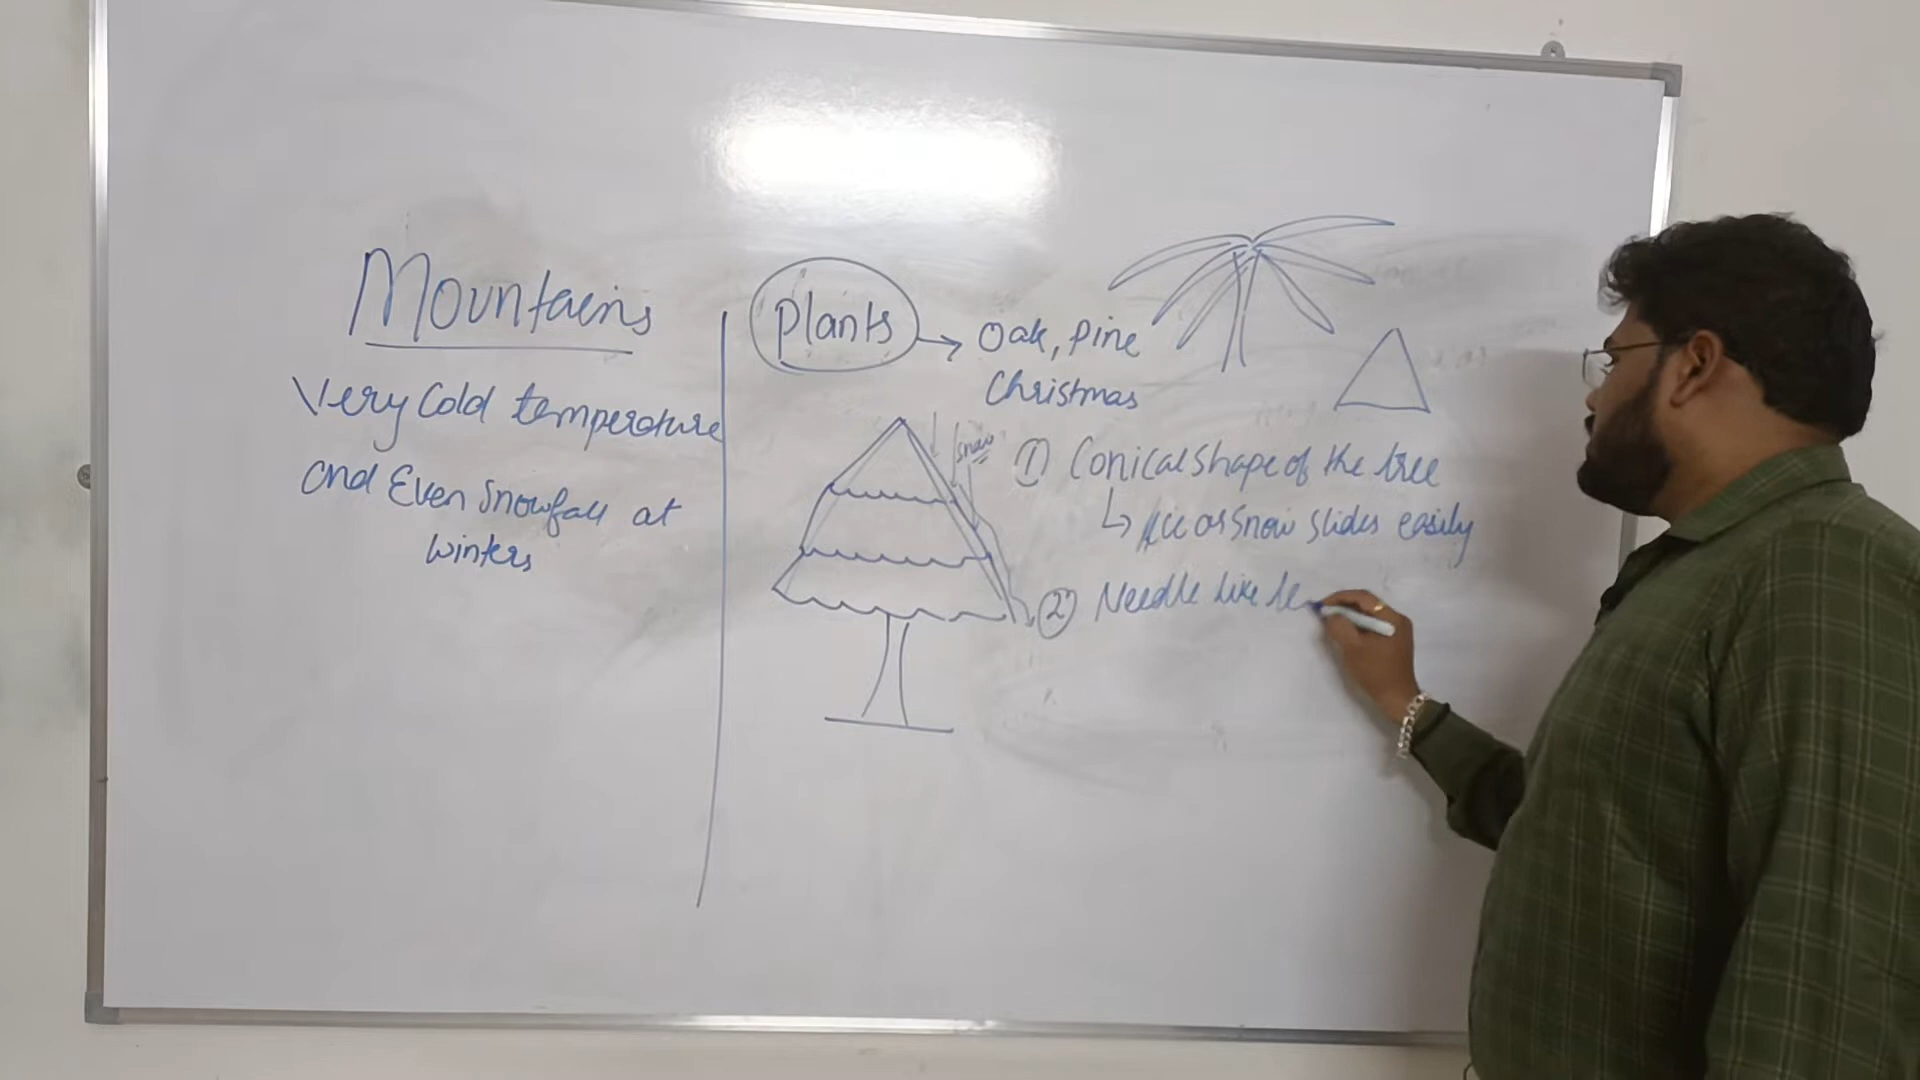 Mountains
Very Cold temperature
and Even Snowfall at
winters
Plants → Oak, Pine
Christmas
snow
① Conical shape of the tree
↳ Ice or Snow slides easily
② Needle like le